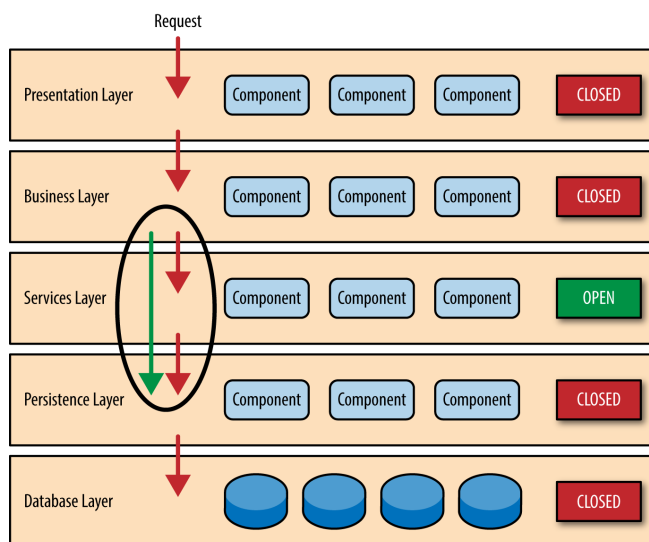 Request
Presentation Layer Component Component Component CLOSED
Business Layer Component Component Component CLOSED
Services Layer Component Component Component OPEN
Persistence Layer Component Component Component CLOSED
Database Layer CLOSED